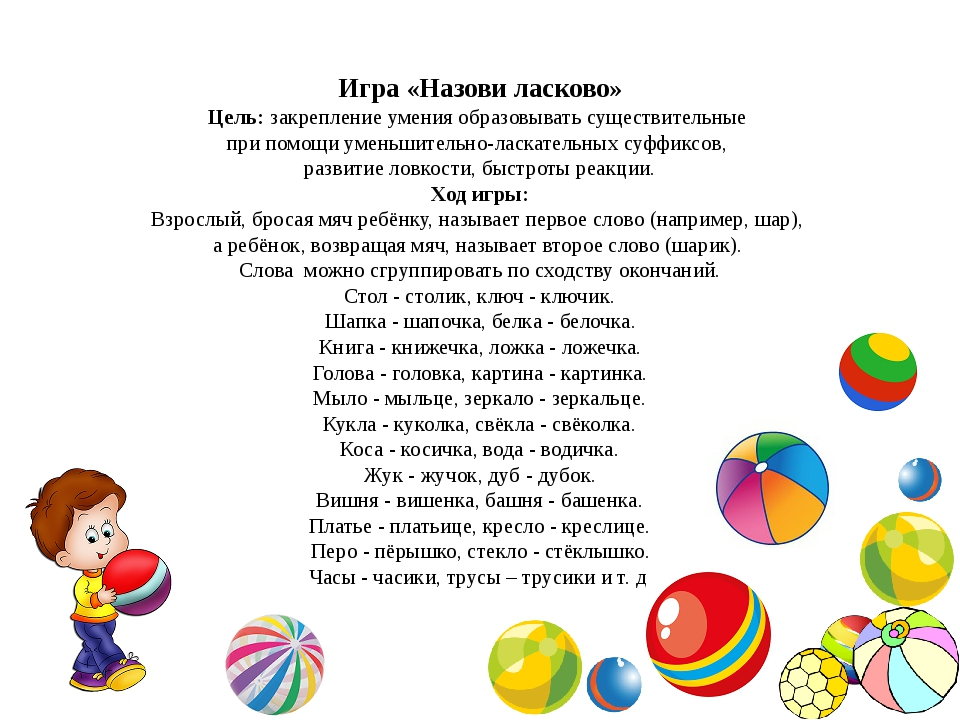 Игра «Назови ласково»
Цель: закрепление умения образовывать существительные
при помощи уменьшительно-ласкательных суффиксов,
развитие ловкости, быстроты реакции.
Ход игры:
Взрослый, бросая мяч ребёнку, называет первое слово (например, шар),
а ребёнок, возвращая мяч, называет второе слово (шарик).
Слова можно сгруппировать по сходству окончаний.
Стол - столик, ключ - ключик.
Шапка - шапочка, белка - белочка.
Книга - книжечка, ложка - ложечка.
Голова - головка, картина - картинка.
Мыло - мыльце, зеркало - зеркальце.
Кукла - куколка, свёкла - свёколка.
Коса - косичка, вода - водичка.
Жук - жучок, дуб - дубок.
Вишня - вишенка, башня - башенка.
Платье - платьице, кресло - креслице.
Перо - пёрышко, стекло - стёклышко.
Часы - часики, трусы – трусики и т. д